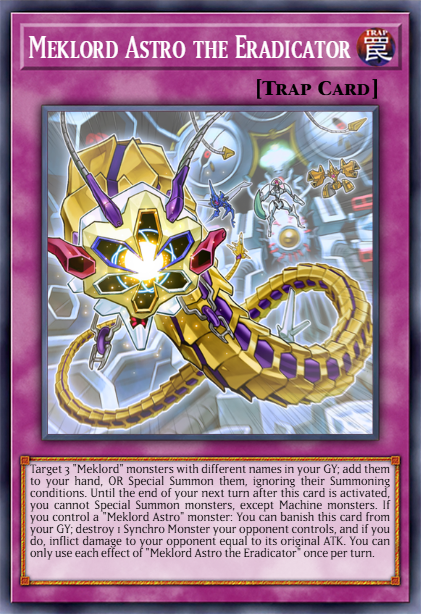 Meklord Astro the Eradicator
TRAP
罠
[Trap Card]
Target 3 "Meklord" monsters with different names in your GY; add them
to your hand, OR Special Summon them, ignoring their Summoning
conditions. Until the end of your next turn after this card is activated,
you cannot Special Summon monsters, except Machine monsters. If
you control a "Meklord Astro" monster: You can banish this card from
your GY; destroy 1 Synchro Monster your opponent controls, and if you
do, inflict damage to your opponent equal to its original ATK. You can
only use each effect of "Meklord Astro the Eradicator" once per turn.